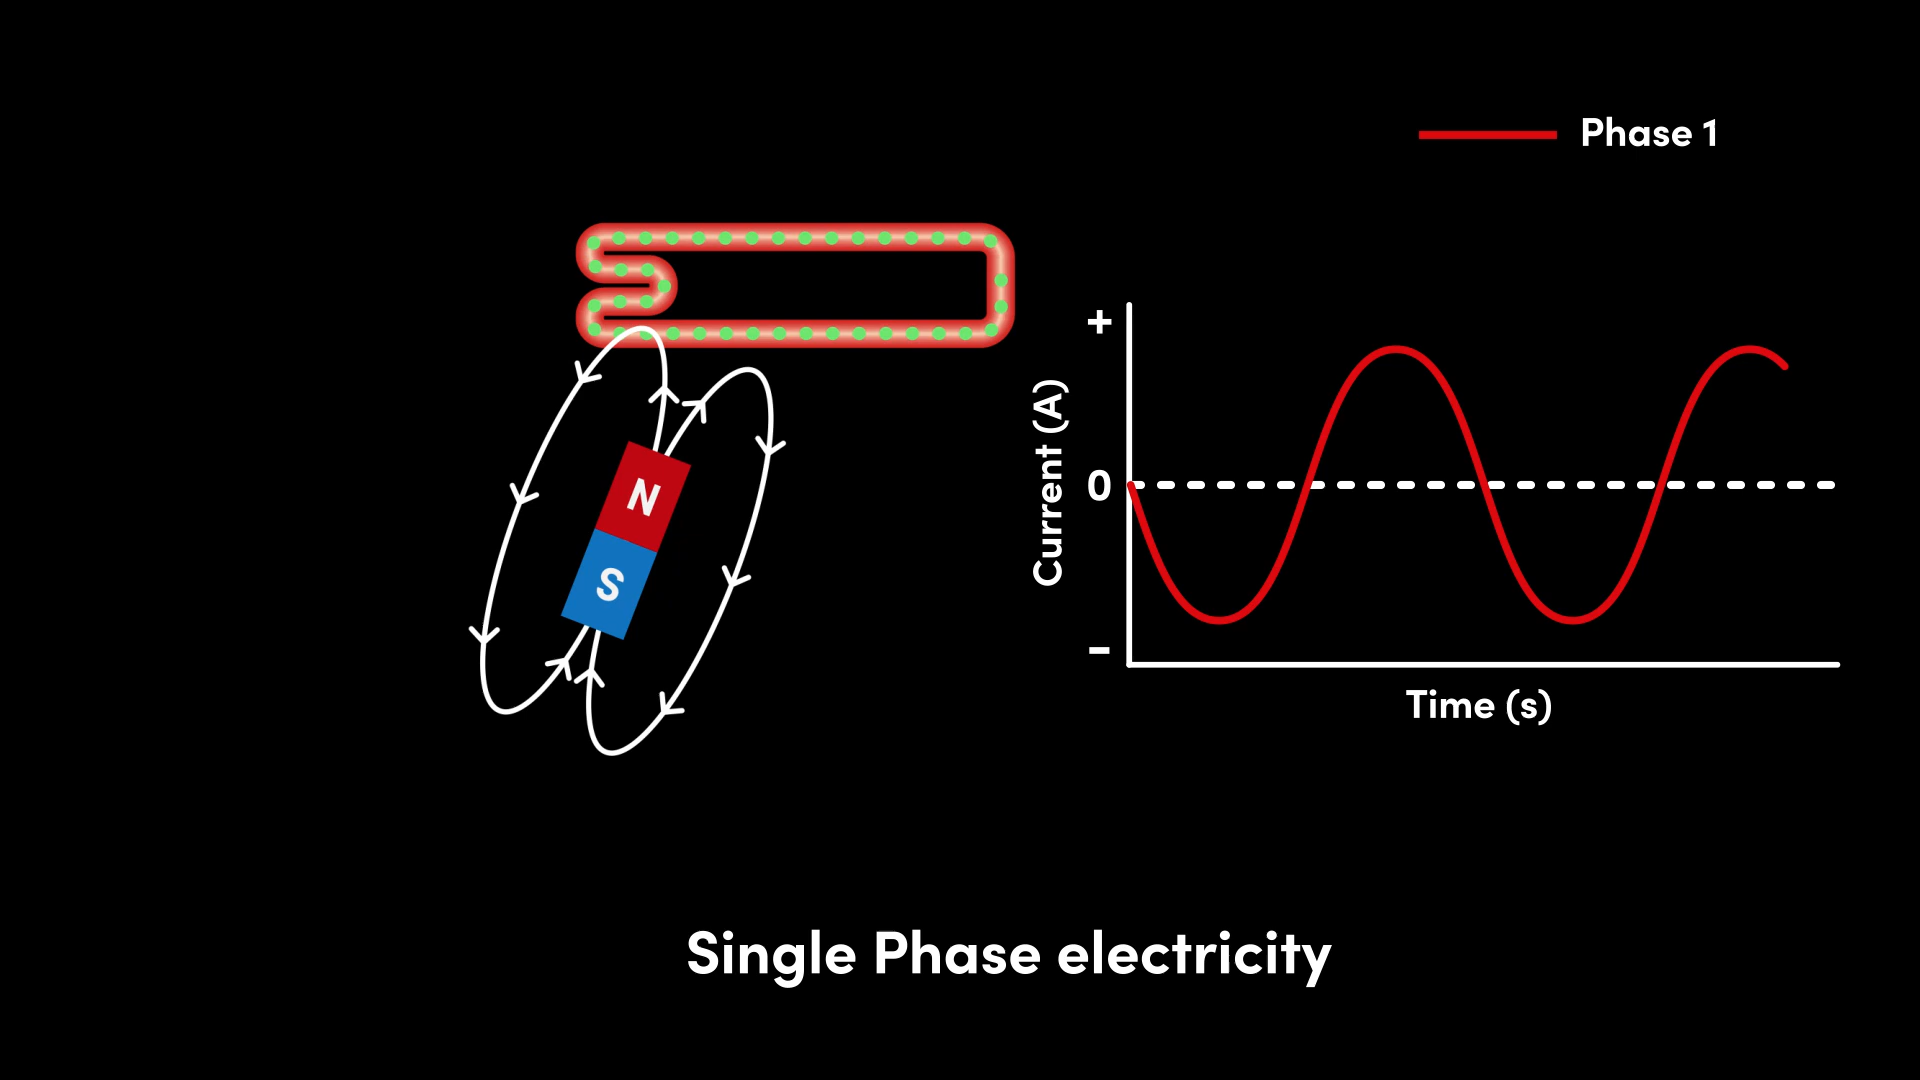 Phase 1
N
S
Current (A)
+
0
-
Time (s)
Single Phase electricity